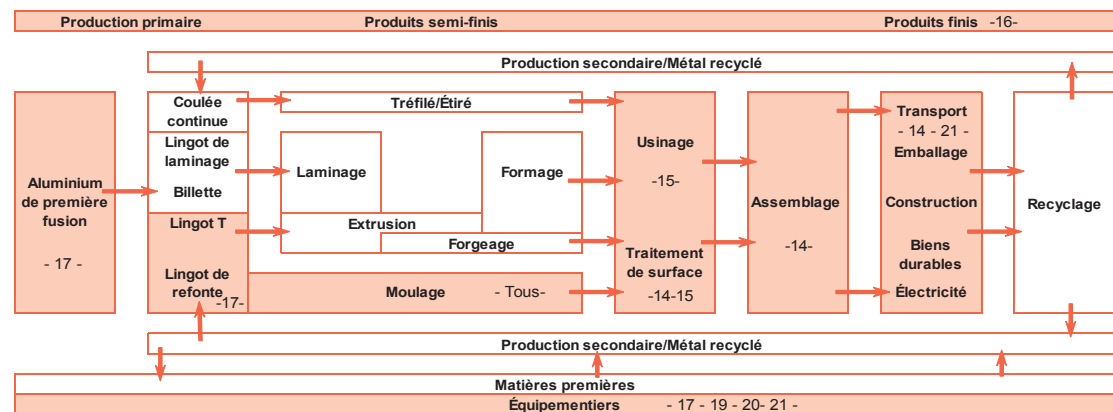 Production primaire
Produits semi-finis
Produits finis -16-
Production secondaire/Métal recyclé
Aluminium
de première
fusion
- 17 -
Coulée
continue
Lingot de
laminage
Billette
Lingot T
Lingot de
refonte
-17-
Tréfilé/Étiré
Laminage
Formage
Extrusion
Forgeage
Moulage - Tous-
Usinage
-15-
Traitement
de surface
-14-15
Assemblage
-14-
Transport
- 14 - 21 -
Emballage
Construction
Biens
durables
Électricité
Recyclage
Production secondaire/Métal recyclé
Matières premières
Équipementiers - 17 - 19 - 20- 21 -